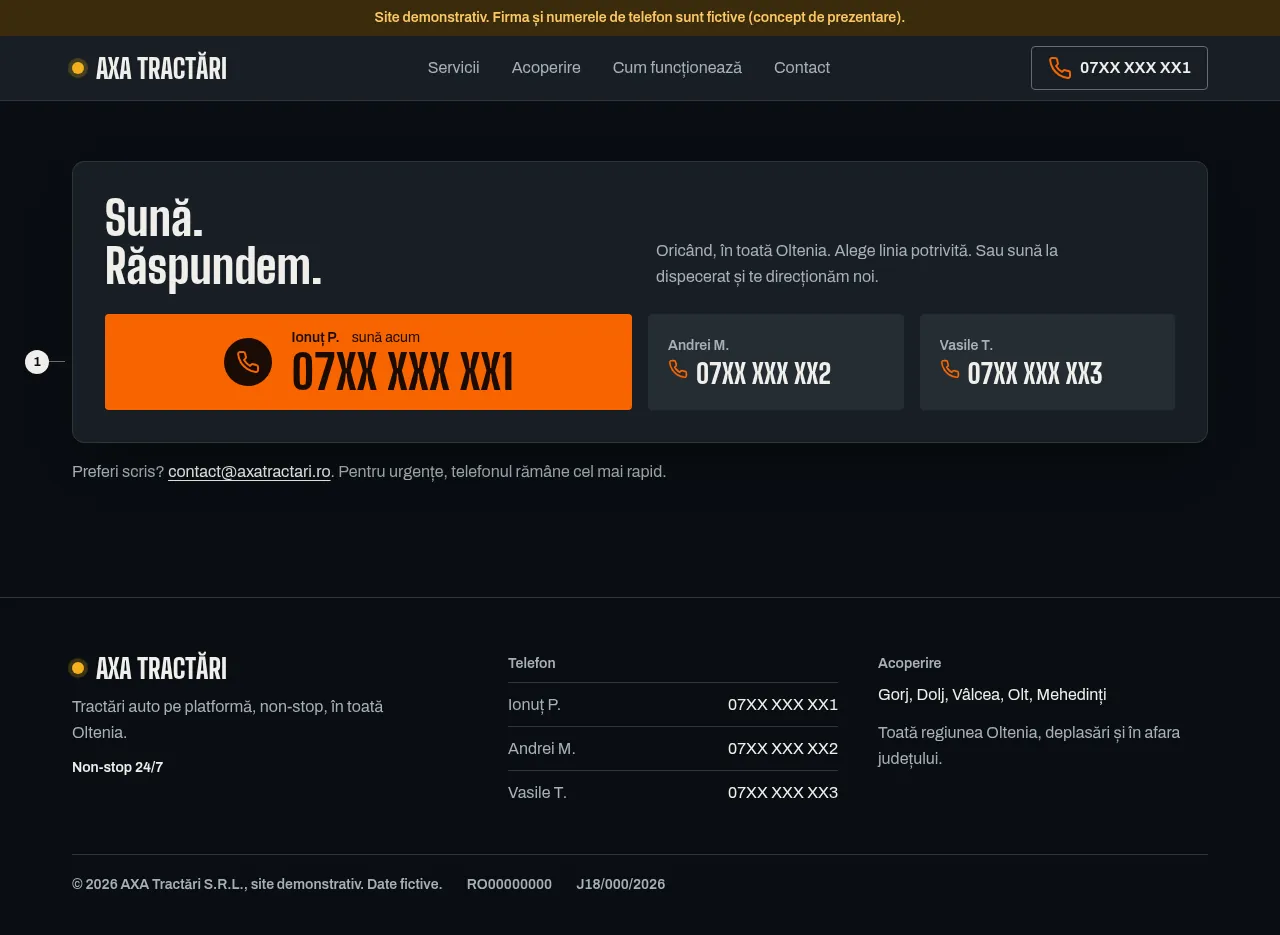 Site demonstrativ. Firma și numerele de telefon sunt fictive (concept de prezentare).
AXA TRACTĂRI
Servicii
Acoperire
Cum funcționează
Contact
07XX XXX XX1
Sună.
Răspundem.
Oricând, în toată Oltenia. Alege linia potrivită. Sau sună la
dispecerat și te direcționăm noi.
1
Ionuț P. sună acum
07XX XXX XX1
Andrei M.
07XX XXX XX2
Vasile T.
07XX XXX XX3
Preferi scris? contact@axatractari.ro. Pentru urgențe, telefonul rămâne cel mai rapid.
AXA TRACTĂRI
Tractări auto pe platformă, non-stop, în toată
Oltenia.
Non-stop 24/7
Telefon
Ionuț P. 07XX XXX XX1
Andrei M. 07XX XXX XX2
Vasile T. 07XX XXX XX3
Acoperire
Gorj, Dolj, Vâlcea, Olt, Mehedinți
Toată regiunea Oltenia, deplasări și în afara
județului.
© 2026 AXA Tractări S.R.L., site demonstrativ. Date fictive. RO00000000 J18/000/2026